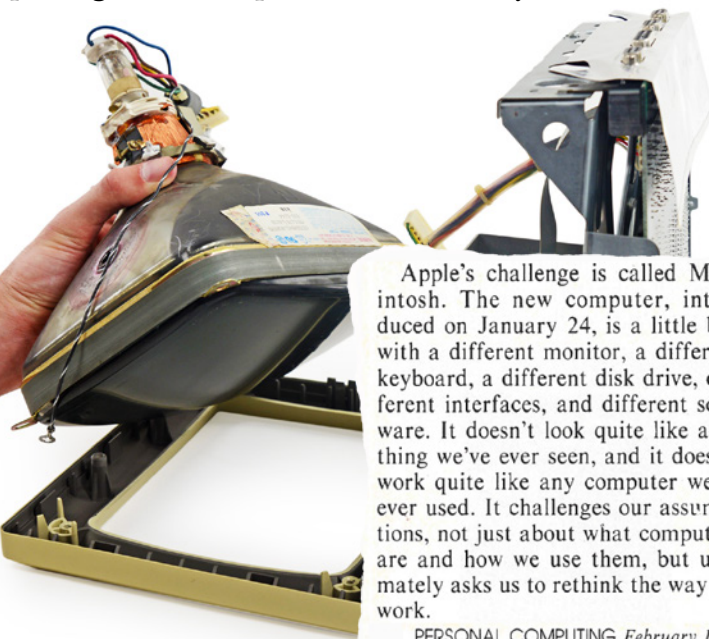 Apple's challenge is called M
intosh. The new computer, int
duced on January 24, is a little b
with a different monitor, a differ
keyboard, a different disk drive,
ferent interfaces, and different so
ware. It doesn't look quite like a
thing we've ever seen, and it does
work quite like any computer we
ever used. It challenges our assum
tions, not just about what comput
are and how we use them, but u
mately asks us to rethink the way
work.
PERSONAL COMPUTING February